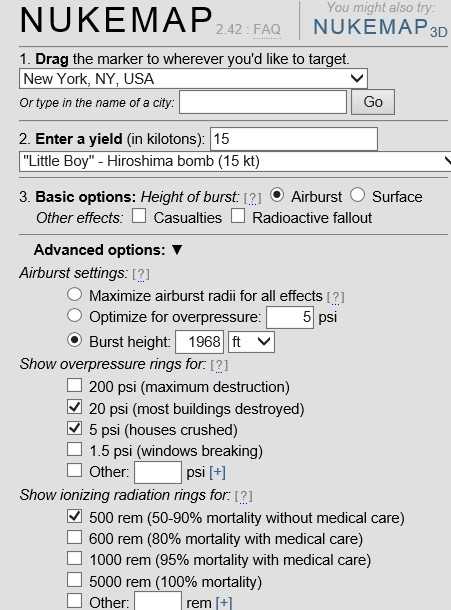 NUKEMAP 2.42 : FAQ
You might also try:
NUKEMAP3D
1. Drag the marker to wherever you'd like to target.
New York, NY, USA
Or type in the name of a city: Go
2. Enter a yield (in kilotons): 15
"Little Boy" - Hiroshima bomb (15 kt)
3. Basic options: Height of burst: [?] Airburst Surface
Other effects: Casualties Radioactive fallout
Advanced options: ▼
Airburst settings: [?]
Maximize airburst radii for all effects [?]
Optimize for overpressure: 5 psi
Burst height: 1968 ft
Show overpressure rings for: [?]
200 psi (maximum destruction)
20 psi (most buildings destroyed)
5 psi (houses crushed)
1.5 psi (windows breaking)
Other: psi [+]
Show ionizing radiation rings for: [?]
500 rem (50-90% mortality without medical care)
600 rem (80% mortality with medical care)
1000 rem (95% mortality with medical care)
5000 rem (100% mortality)
Other: rem [+]